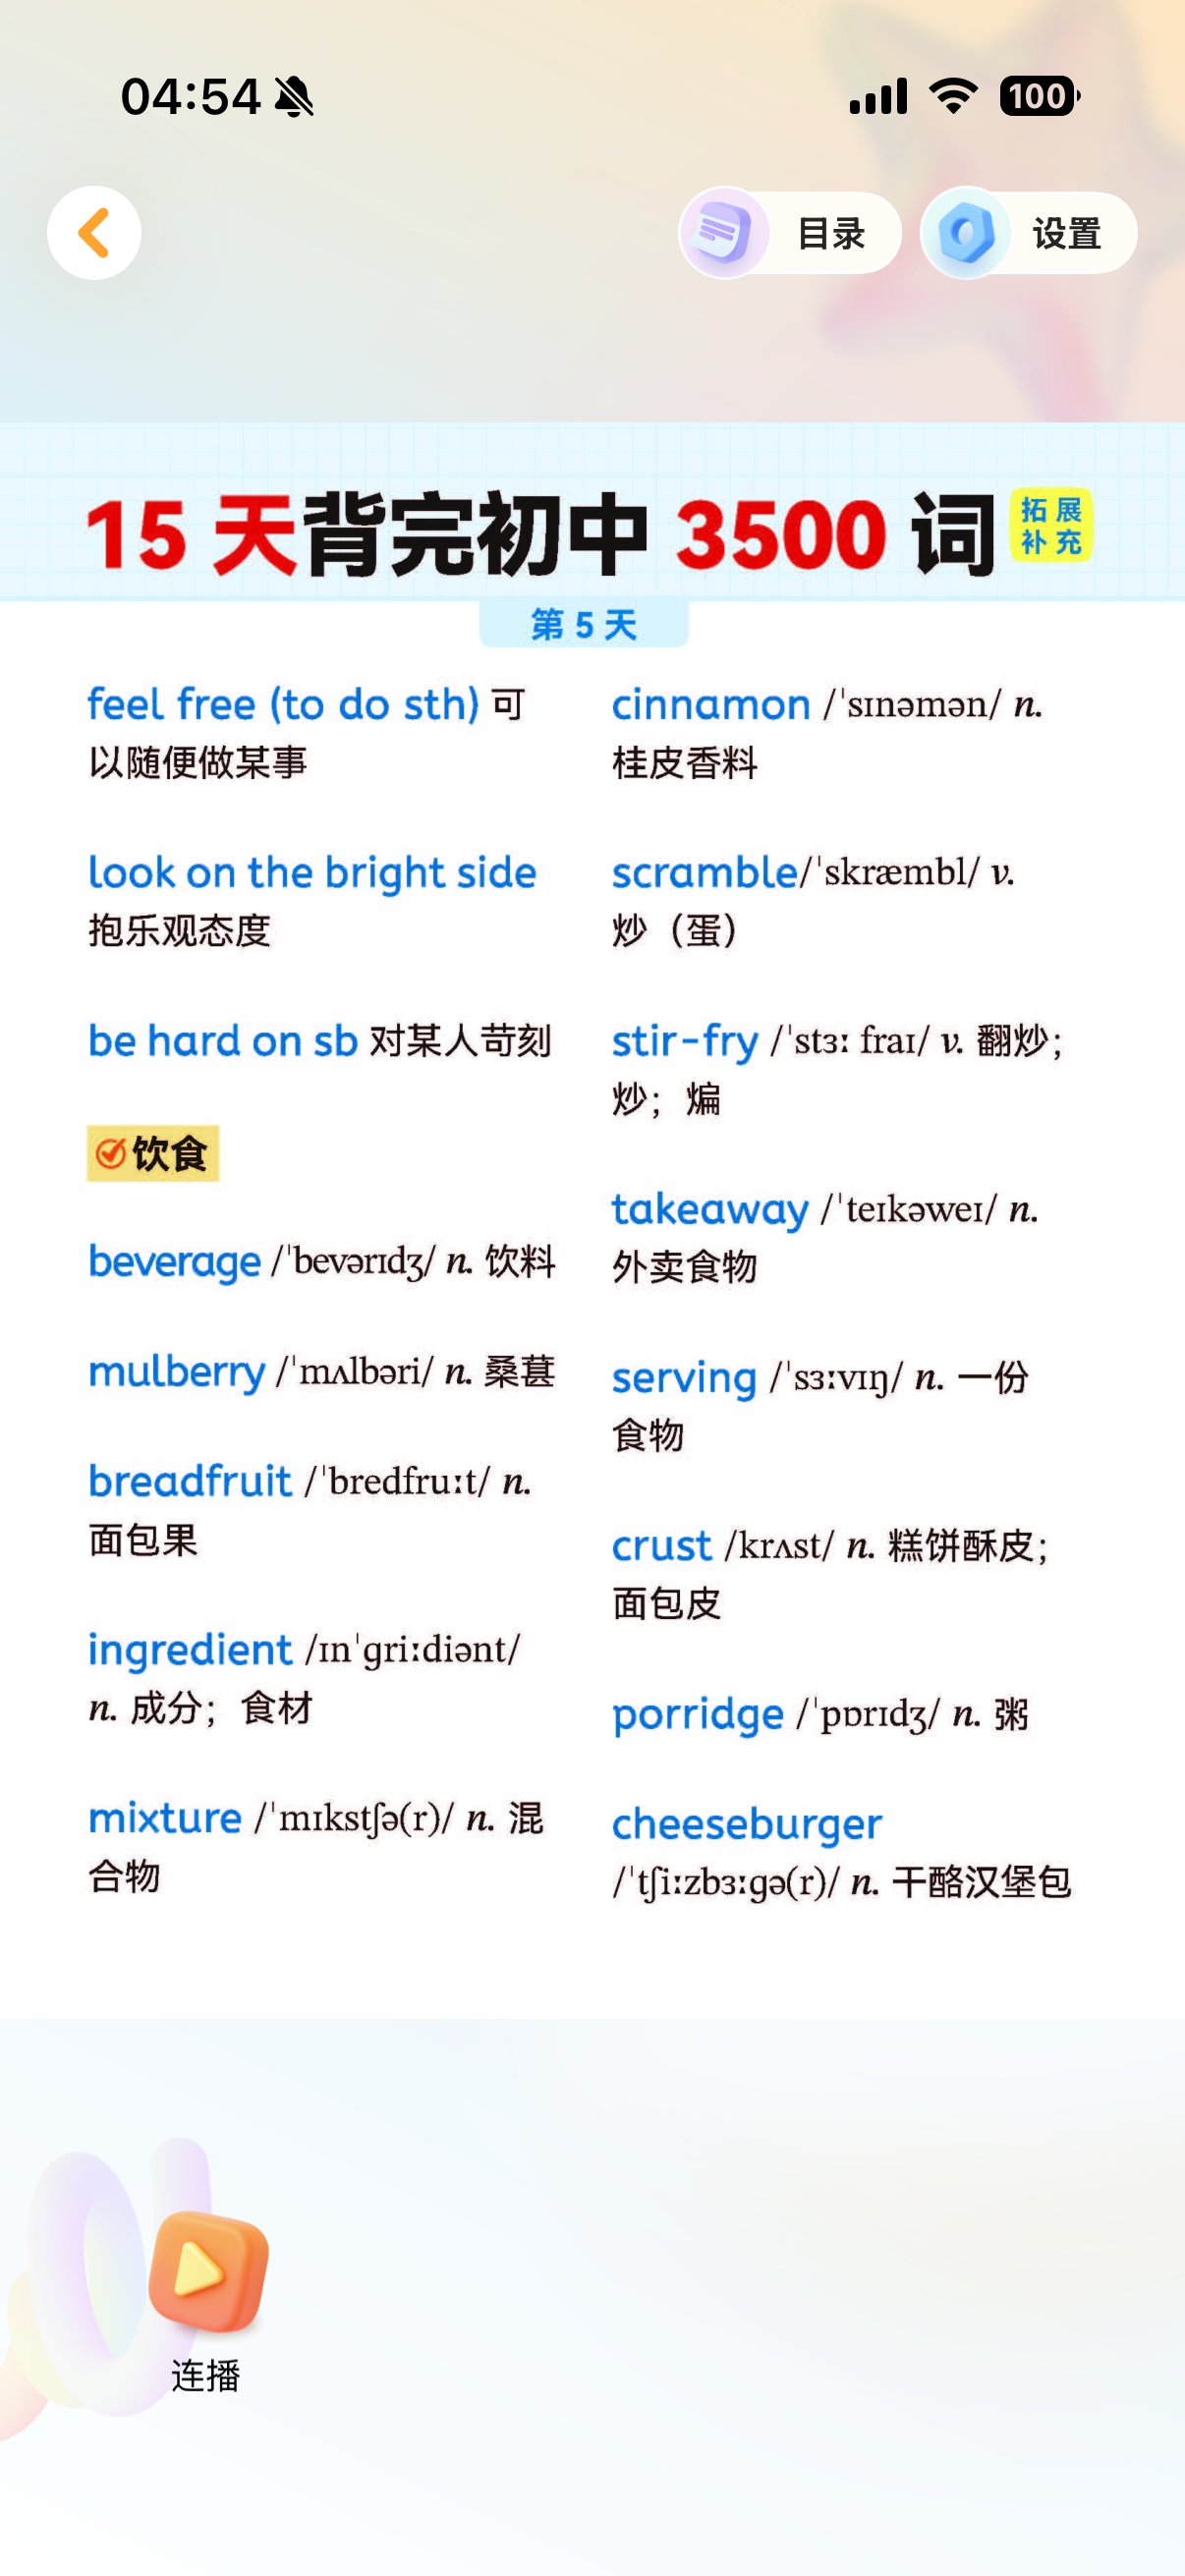 04:54
100
目录
设置
15 天背完初中 3500 词
拓展
补充
第 5 天
feel free (to do sth) 可
以随便做某事
look on the bright side
抱乐观态度
be hard on sb 对某人苛刻
饮食
beverage /ˈbevərɪdʒ/ n. 饮料
mulberry /ˈmʌlbəri/ n. 桑葚
breadfruit /ˈbredfruːt/ n.
面包果
ingredient /ɪnˈɡriːdiənt/
n. 成分；食材
mixture /ˈmɪkstʃə(r)/ n. 混
合物
cinnamon /ˈsɪnəmən/ n.
桂皮香料
scramble/ˈskræmbl/ v.
炒（蛋）
stir-fry /ˈstɜː fraɪ/ v. 翻炒；
炒；煸
takeaway /ˈteɪkəweɪ/ n.
外卖食物
serving /ˈsɜːvɪŋ/ n. 一份
食物
crust /krʌst/ n. 糕饼酥皮；
面包皮
porridge /ˈpɒrɪdʒ/ n. 粥
cheeseburger
/ˈtʃiːzbɜːɡə(r)/ n. 干酪汉堡包
连播